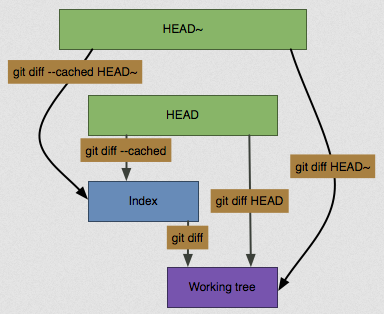 HEAD~
git diff --cached HEAD~
HEAD
git diff --cached
git diff HEAD~
Index
git diff HEAD
git diff
Working tree